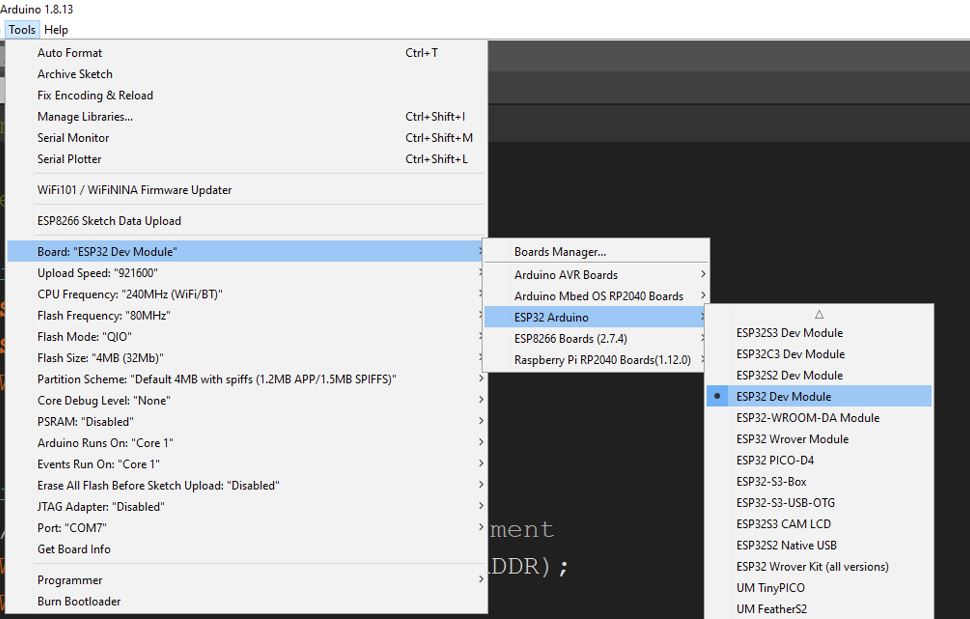 Arduino 1.8.13
Tools Help
Auto Format Ctrl+T
Archive Sketch
Fix Encoding & Reload
Manage Libraries... Ctrl+Shift+I
Serial Monitor Ctrl+Shift+M
Serial Plotter Ctrl+Shift+L
WiFi101 / WiFiNINA Firmware Updater
ESP8266 Sketch Data Upload
Board: "ESP32 Dev Module"
Upload Speed: "921600"
CPU Frequency: "240MHz (WiFi/BT)"
Flash Frequency: "80MHz"
Flash Mode: "QIO"
Flash Size: "4MB (32Mb)"
Partition Scheme: "Default 4MB with spiffs (1.2MB APP/1.5MB SPIFFS)"
Core Debug Level: "None"
PSRAM: "Disabled"
Arduino Runs On: "Core 1"
Events Run On: "Core 1"
Erase All Flash Before Sketch Upload: "Disabled"
JTAG Adapter: "Disabled"
Port: "COM7"
Get Board Info
Programmer
Burn Bootloader
Boards Manager...
Arduino AVR Boards
Arduino Mbed OS RP2040 Boards
ESP32 Arduino
ESP8266 Boards (2.7.4)
Raspberry Pi RP2040 Boards(1.12.0)
ESP32S3 Dev Module
ESP32C3 Dev Module
ESP32S2 Dev Module
ESP32 Dev Module
ESP32-WROOM-DA Module
ESP32 Wrover Module
ESP32 PICO-D4
ESP32-S3-Box
ESP32-S3-USB-OTG
ESP32S3 CAM LCD
ESP32S2 Native USB
ESP32 Wrover Kit (all versions)
UM TinyPICO
UM FeatherS2
ment
DDR);